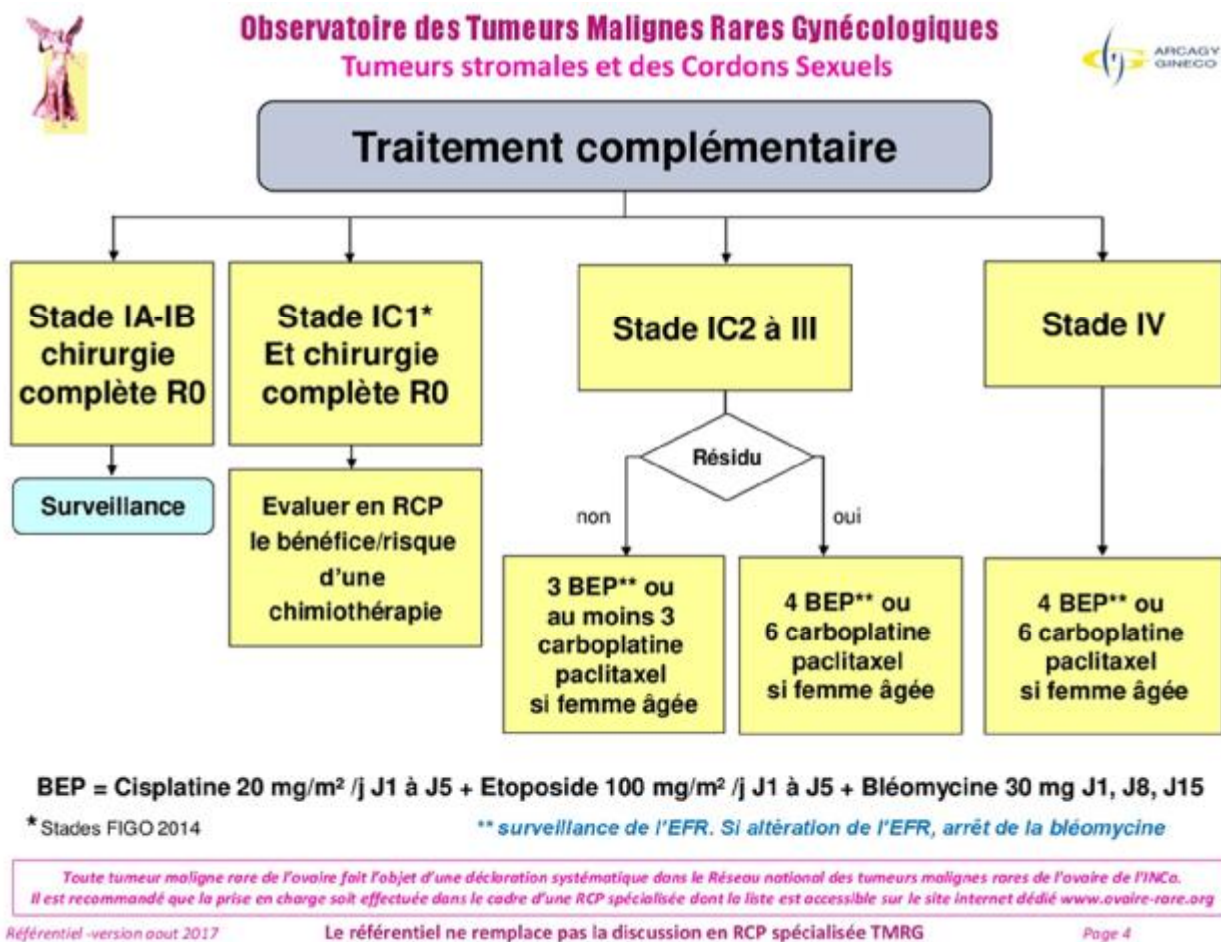 Observatoire des Tumeurs Malignes Rares Gynécologiques
Tumeurs stromales et des Cordons Sexuels
ARCAGY
GINECO
Traitement complémentaire
Stade IA-IB
chirurgie
complète R0
Surveillance
Stade IC1*
Et chirurgie
complète R0
Evaluer en RCP
le bénéfice/risque
d'une
chimiothérapie
Stade IC2 à III
Résidu
non
oui
3 BEP** ou
au moins 3
carboplatine
paclitaxel
si femme âgée
4 BEP** ou
6 carboplatine
paclitaxel
si femme âgée
Stade IV
4 BEP** ou
6 carboplatine
paclitaxel
si femme âgée
BEP = Cisplatine 20 mg/m² /j J1 à J5 + Etoposide 100 mg/m² /j J1 à J5 + Bléomycine 30 mg J1, J8, J15
* Stades FIGO 2014
** surveillance de l'EFR. Si altération de l'EFR, arrêt de la bléomycine
Toute tumeur maligne rare de l'ovaire fait l'objet d'une déclaration systématique dans le Réseau national des tumeurs malignes rares de l'ovaire de l'INCa.
Il est recommandé que la prise en charge soit effectuée dans le cadre d'une RCP spécialisée dont la liste est accessible sur le site internet dédié www.ovaire-rare.org
Référentiel -version aout 2017
Le référentiel ne remplace pas la discussion en RCP spécialisée TMRG
Page 4